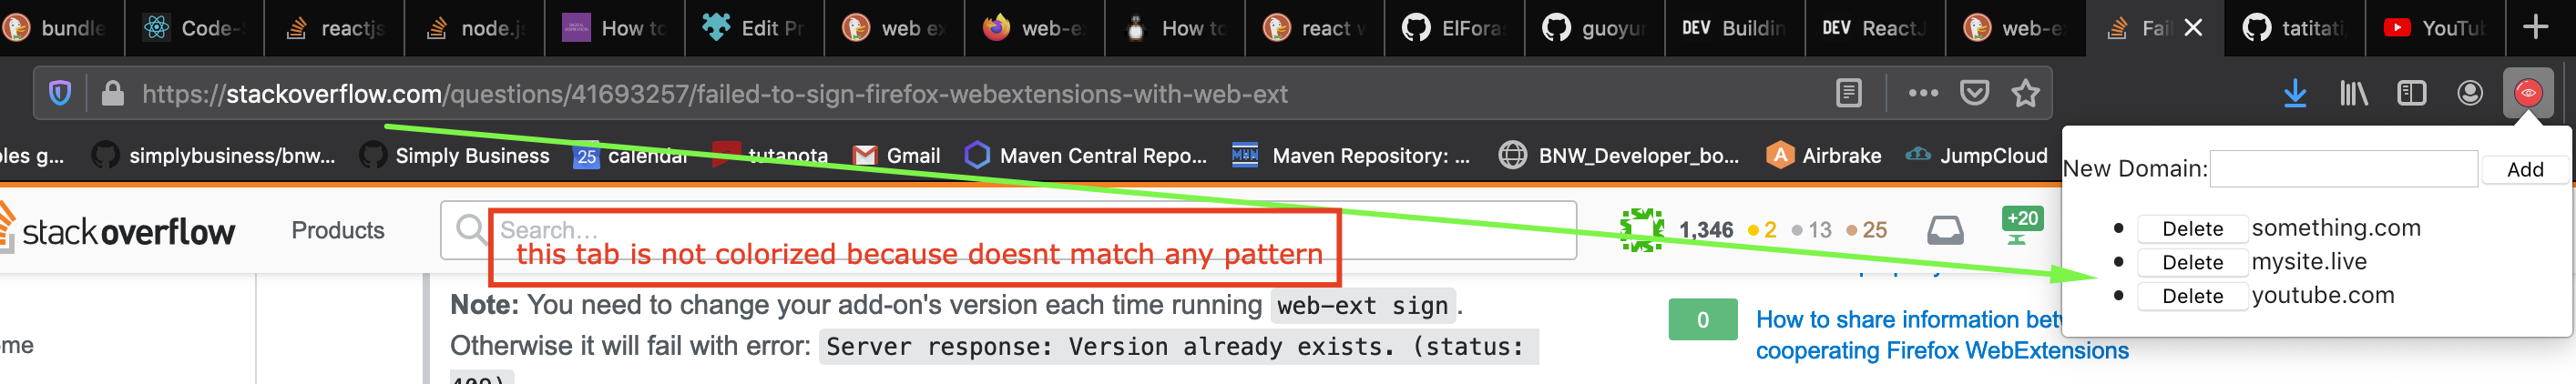 bundle Code- reactjs node.js How to Edit Pr web ex web-e How to react w ElFora guoyur DEV Buildin DEV ReactJ web-e Fail tatitati YouTub
https://stackoverflow.com/questions/41693257/failed-to-sign-firefox-webextensions-with-web-ext
les g... simplybusiness/bnw... Simply Business 25 calendar tutanota Gmail Maven Central Repo... Maven Repository: ... BNW_Developer_bo... Airbrake JumpCloud
New Domain: Add
stackoverflow Products Search... 1,346 2 13 25 +20
Delete something.com
this tab is not colorized because doesnt match any pattern
Delete mysite.live
Delete youtube.com
Note: You need to change your add-on's version each time running web-ext sign.
Otherwise it will fail with error: Server response: Version already exists. (status:
409)
ome
0 How to share information bet
cooperating Firefox WebExtensions